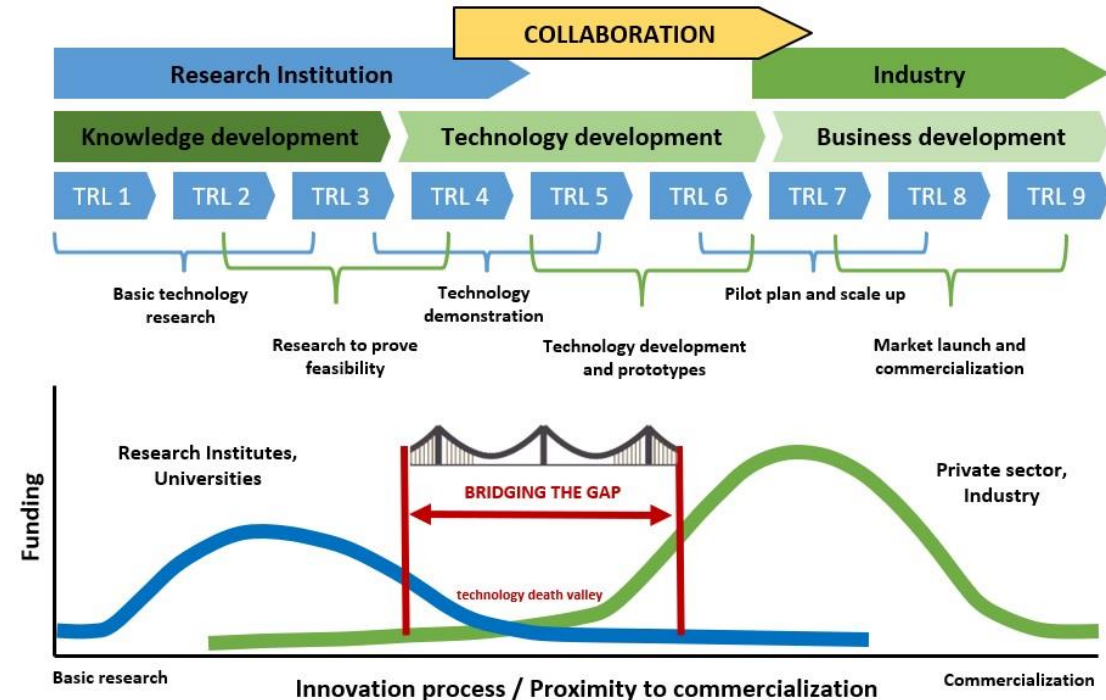 COLLABORATION
Research Institution
Industry
Knowledge development
Technology development
Business development
TRL 1
TRL 2
TRL 3
TRL 4
TRL 5
TRL 6
TRL 7
TRL 8
TRL 9
Basic technology
research
Research to prove
feasibility
Technology
demonstration
Technology development
and prototypes
Pilot plan and scale up
Market launch and
commercialization
Funding
Research Institutes,
Universities
BRIDGING THE GAP
technology death valley
Private sector,
Industry
Basic research
Innovation process / Proximity to commercialization
Commercialization